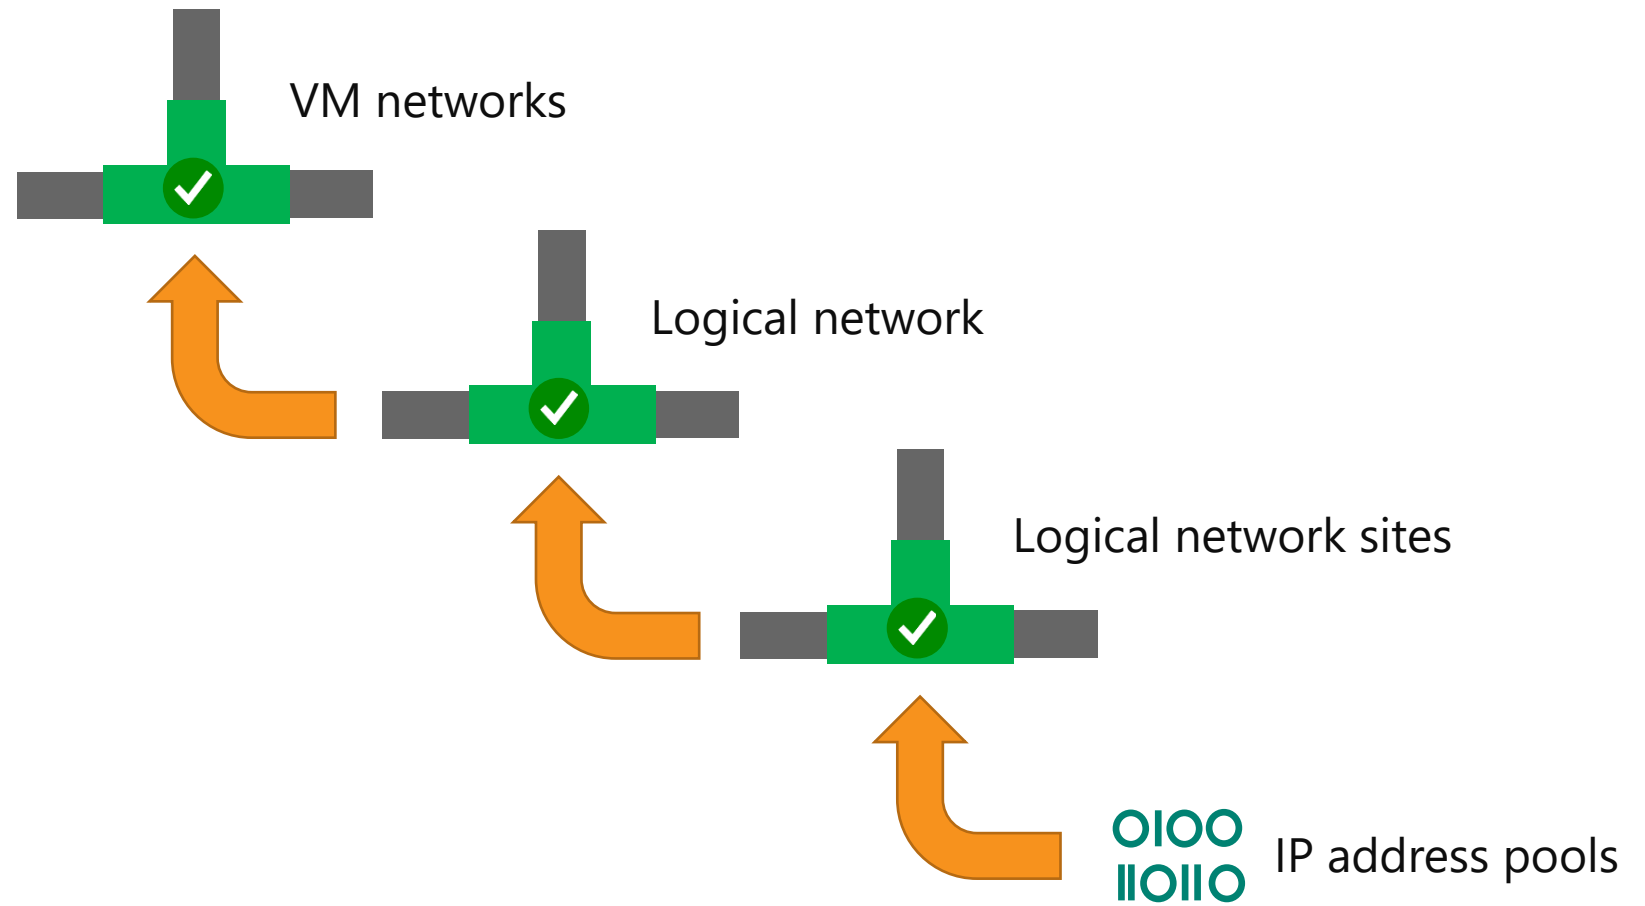 VM networks
Logical network
Logical network sites
0100
110110
IP address pools